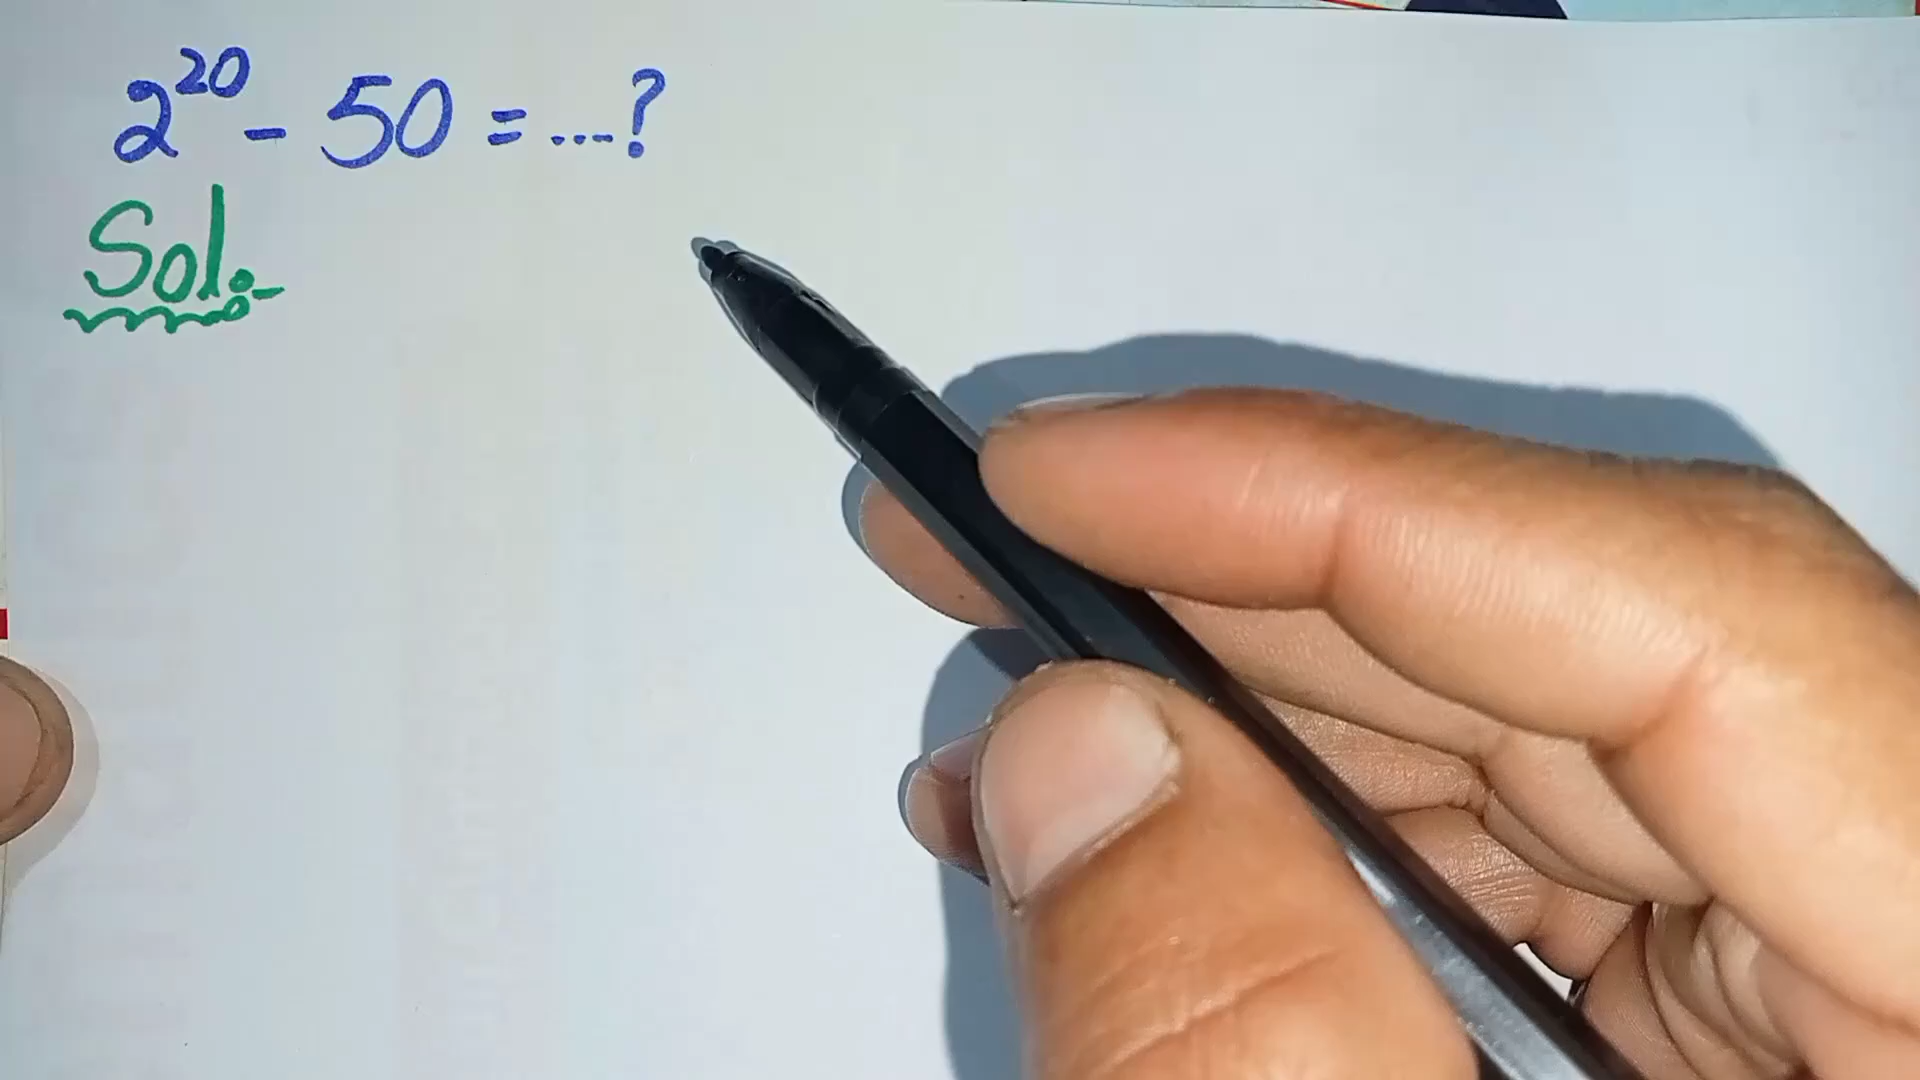 2²⁰ - 50 = ....?
Sol:-